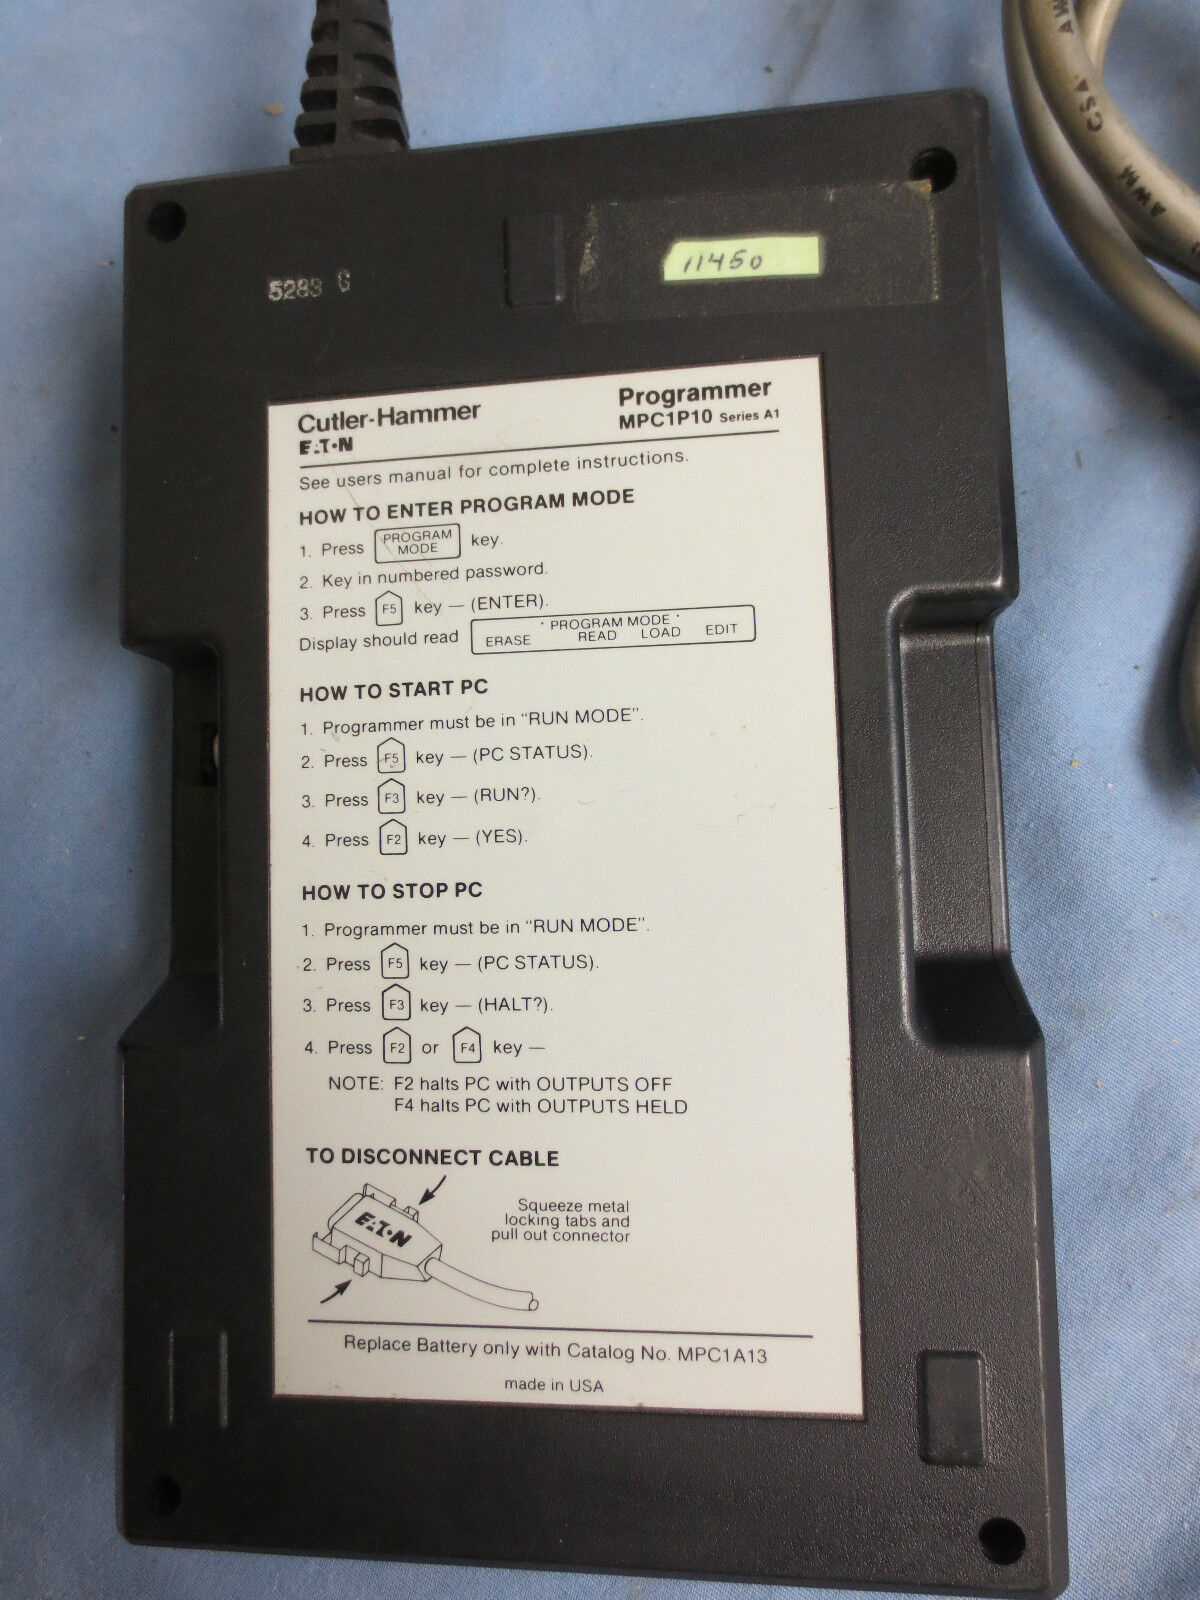 AWM
CSA
AWM
11450
5283 G
Cutler-Hammer
EATON
Programmer
MPC1P10 Series A1
See users manual for complete instructions.
HOW TO ENTER PROGRAM MODE
1. Press PROGRAM MODE key.
2. Key in numbered password.
3. Press F5 key — (ENTER).
Display should read
· PROGRAM MODE ·
ERASE READ LOAD EDIT
HOW TO START PC
1. Programmer must be in “RUN MODE”.
2. Press F5 key — (PC STATUS).
3. Press F3 key — (RUN?).
4. Press F2 key — (YES).
HOW TO STOP PC
1. Programmer must be in “RUN MODE”.
2. Press F5 key — (PC STATUS).
3. Press F3 key — (HALT?).
4. Press F2 or F4 key —
NOTE: F2 halts PC with OUTPUTS OFF
F4 halts PC with OUTPUTS HELD
TO DISCONNECT CABLE
EATON
Squeeze metal
locking tabs and
pull out connector
Replace Battery only with Catalog No. MPC1A13
made in USA